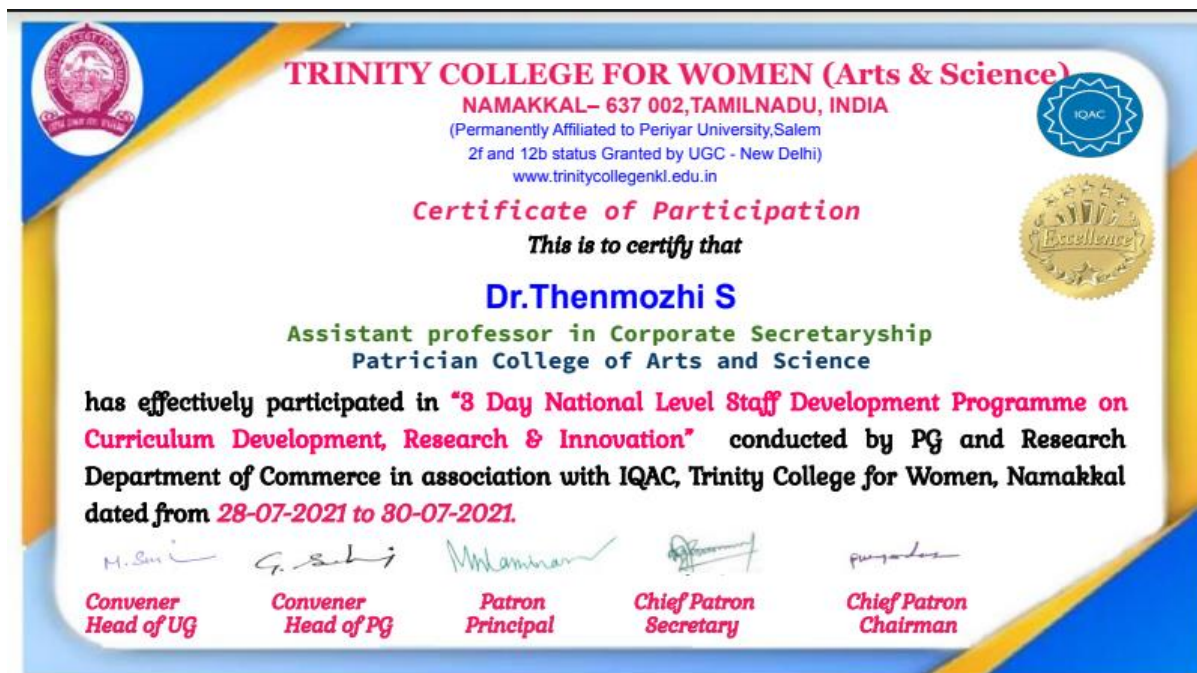 TRINITY COLLEGE FOR WOMEN (Arts & Science)
NAMAKKAL– 637 002,TAMILNADU, INDIA
(Permanently Affiliated to Periyar University,Salem
2f and 12b status Granted by UGC - New Delhi)
www.trinitycollegenkl.edu.in
IQAC
Certificate of Participation
This is to certify that
Excellence
Dr.Thenmozhi S
Assistant professor in Corporate Secretaryship
Patrician College of Arts and Science
has effectively participated in “3 Day National Level Staff Development Programme on
Curriculum Development, Research & Innovation” conducted by PG and Research
Department of Commerce in association with IQAC, Trinity College for Women, Namakkal
dated from 28-07-2021 to 30-07-2021.
Convener Convener Patron Chief Patron Chief Patron
Head of UG Head of PG Principal Secretary Chairman